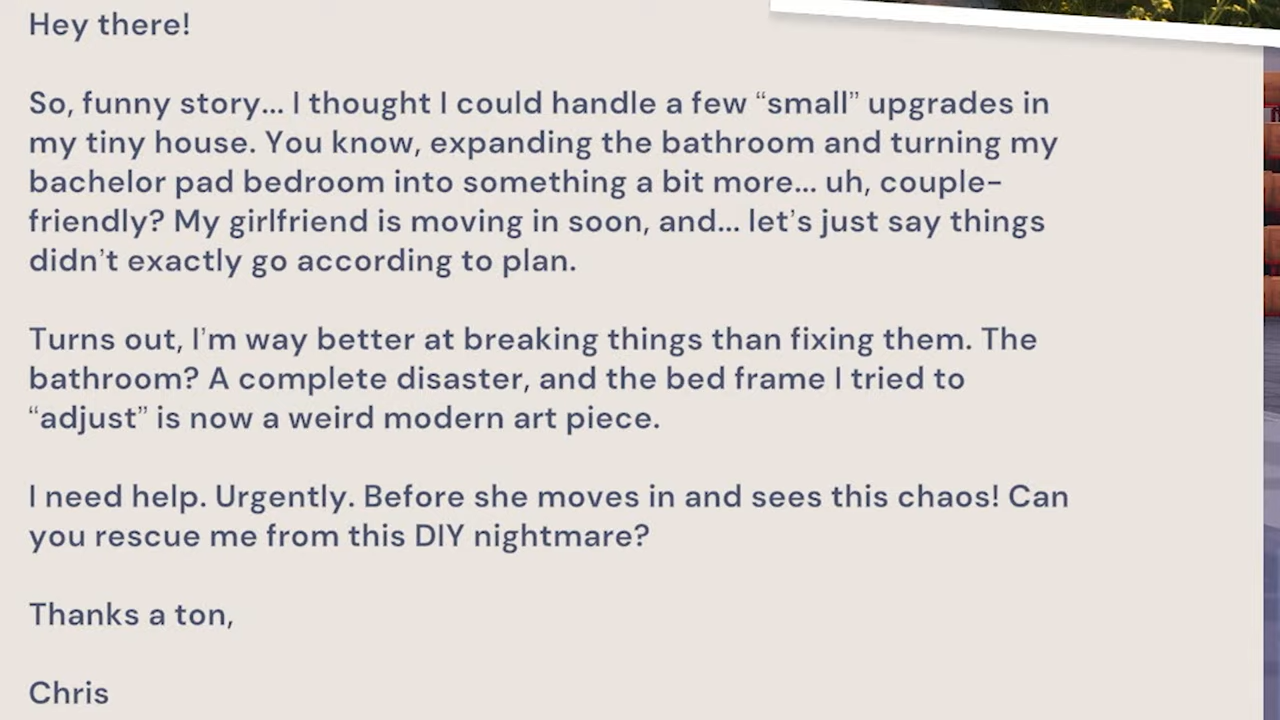 Hey there!
So, funny story... I thought I could handle a few “small” upgrades in
my tiny house. You know, expanding the bathroom and turning my
bachelor pad bedroom into something a bit more... uh, couple-
friendly? My girlfriend is moving in soon, and... let’s just say things
didn’t exactly go according to plan.
Turns out, I’m way better at breaking things than fixing them. The
bathroom? A complete disaster, and the bed frame I tried to
“adjust” is now a weird modern art piece.
I need help. Urgently. Before she moves in and sees this chaos! Can
you rescue me from this DIY nightmare?
Thanks a ton,
Chris